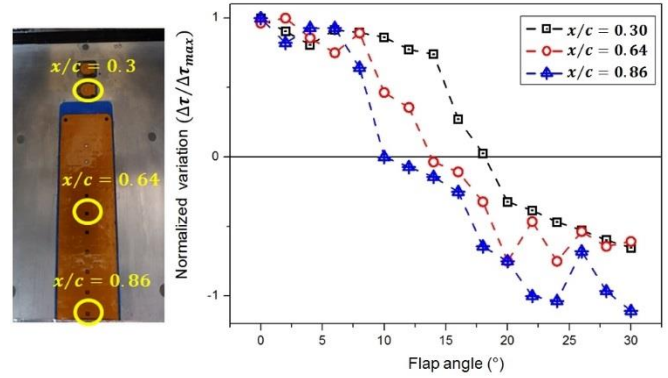 x/c = 0.3
x/c = 0.64
x/c = 0.86
Normalized variation (Δτ/Δτmax)
1
0
-1
0
5
10
15
20
25
30
Flap angle (°)
x/c = 0.30
x/c = 0.64
x/c = 0.86